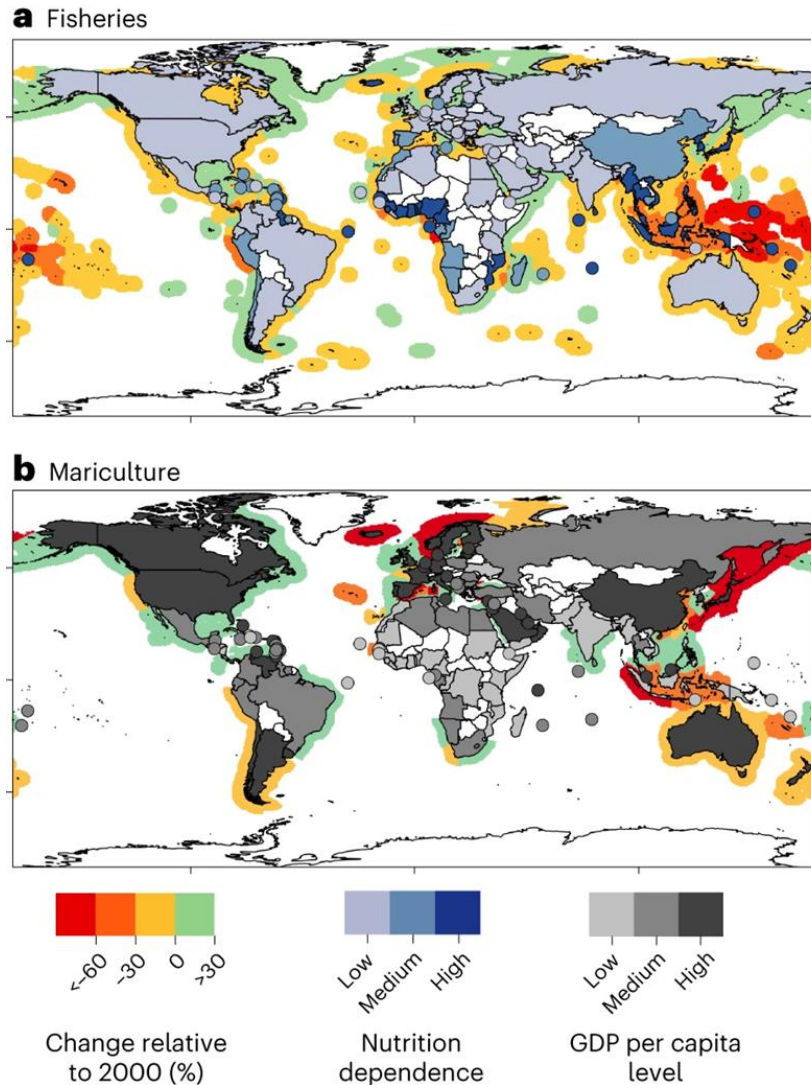 a Fisheries
b Mariculture
<-60
-30
0
>30
Low
Medium
High
Low
Medium
High
Change relative
to 2000 (%)
Nutrition
dependence
GDP per capita
level